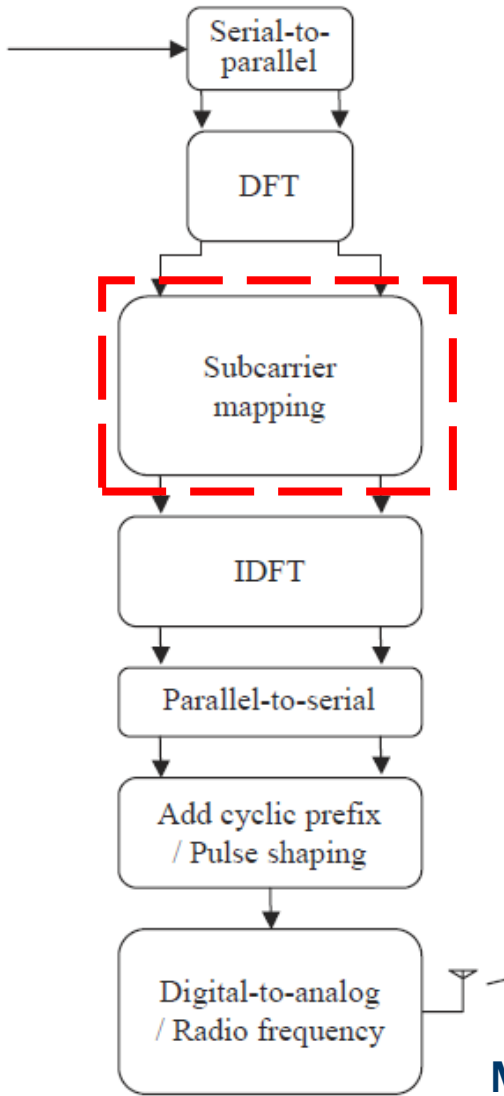 Serial-to-
parallel
DFT
Subcarrier
mapping
IDFT
Parallel-to-serial
Add cyclic prefix
/ Pulse shaping
Digital-to-analog
/ Radio frequency
M